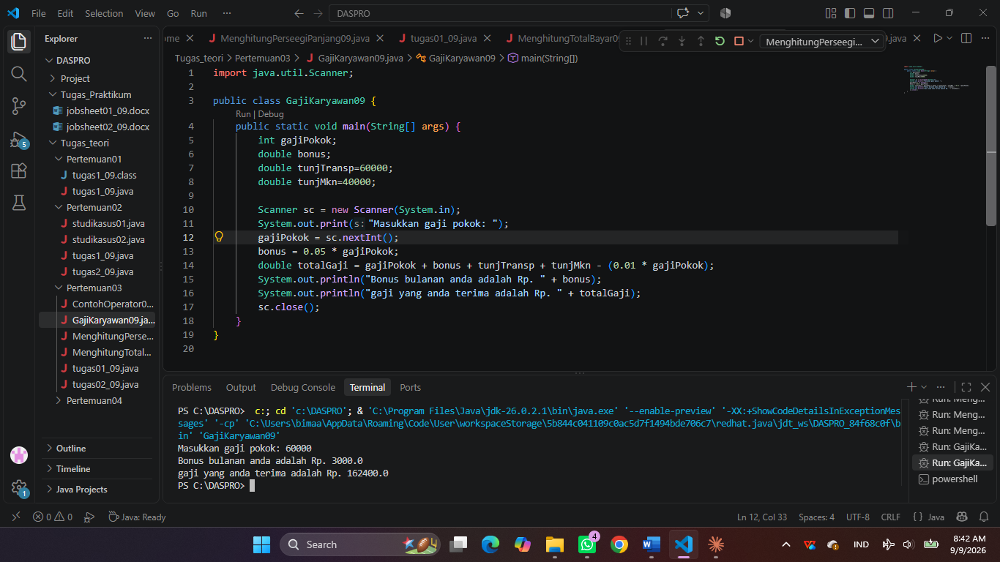 File Edit Selection View Go Run ···
DASPRO
Explorer ···
DASPRO
Project
Tugas_Praktikum
jobsheet01_09.docx
jobsheet02_09.docx
Tugas_teori
Pertemuan01
tugas1_09.class
tugas1_09.java
Pertemuan02
studikasus01.java
studikasus02.java
tugas1_09.java
tugas2_09.java
Pertemuan03
ContohOperator0...
GajiKaryawan09.ja...
MenghitungPerse...
MenghitungTotal...
tugas01_09.java
tugas02_09.java
Pertemuan04
Outline
Timeline
Java Projects
5
1
ome MenghitungPerseegiPanjang09.java tugas01_09.java MenghitungTotalBayar09 9.java
MenghitungPerseegi...
Tugas_teori > Pertemuan03 > GajiKaryawan09.java > GajiKaryawan09 > main(String[])
1 import java.util.Scanner;
2
3 public class GajiKaryawan09 {
Run | Debug
4 public static void main(String[] args) {
5 int gajiPokok;
6 double bonus;
7 double tunjTransp=60000;
8 double tunjMkn=40000;
9
10 Scanner sc = new Scanner(System.in);
11 System.out.print(s: "Masukkan gaji pokok: ");
12 gajiPokok = sc.nextInt();
13 bonus = 0.05 * gajiPokok;
14 double totalGaji = gajiPokok + bonus + tunjTransp + tunjMkn - (0.01 * gajiPokok);
15 System.out.println("Bonus bulanan anda adalah Rp. " + bonus);
16 System.out.println("gaji yang anda terima adalah Rp. " + totalGaji);
17 sc.close();
18 }
19 }
20
Problems Output Debug Console Terminal Ports
PS C:\DASPRO> c:; cd 'c:\DASPRO'; & 'C:\Program Files\Java\jdk-26.0.2.1\bin\java.exe' '--enable-preview' '-XX:+ShowCodeDetailsInExceptionMes
sages' '-cp' 'C:\Users\bimaa\AppData\Roaming\Code\User\workspaceStorage\5b844c041109c0ac5d7f1494bde706c7\redhat.java\jdt_ws\DASPRO_84f68c0f\b
in' 'GajiKaryawan09'
Masukkan gaji pokok: 60000
Bonus bulanan anda adalah Rp. 3000.0
gaji yang anda terima adalah Rp. 162400.0
PS C:\DASPRO>
Run: Meng...
Run: Meng...
Run: Meng...
Run: GajiKa...
Run: GajiKa...
powershell
0 0 Java: Ready Ln 12, Col 33 Spaces: 4 UTF-8 CRLF { } Java
Search 4 IND 8:42 AM
9/9/2026